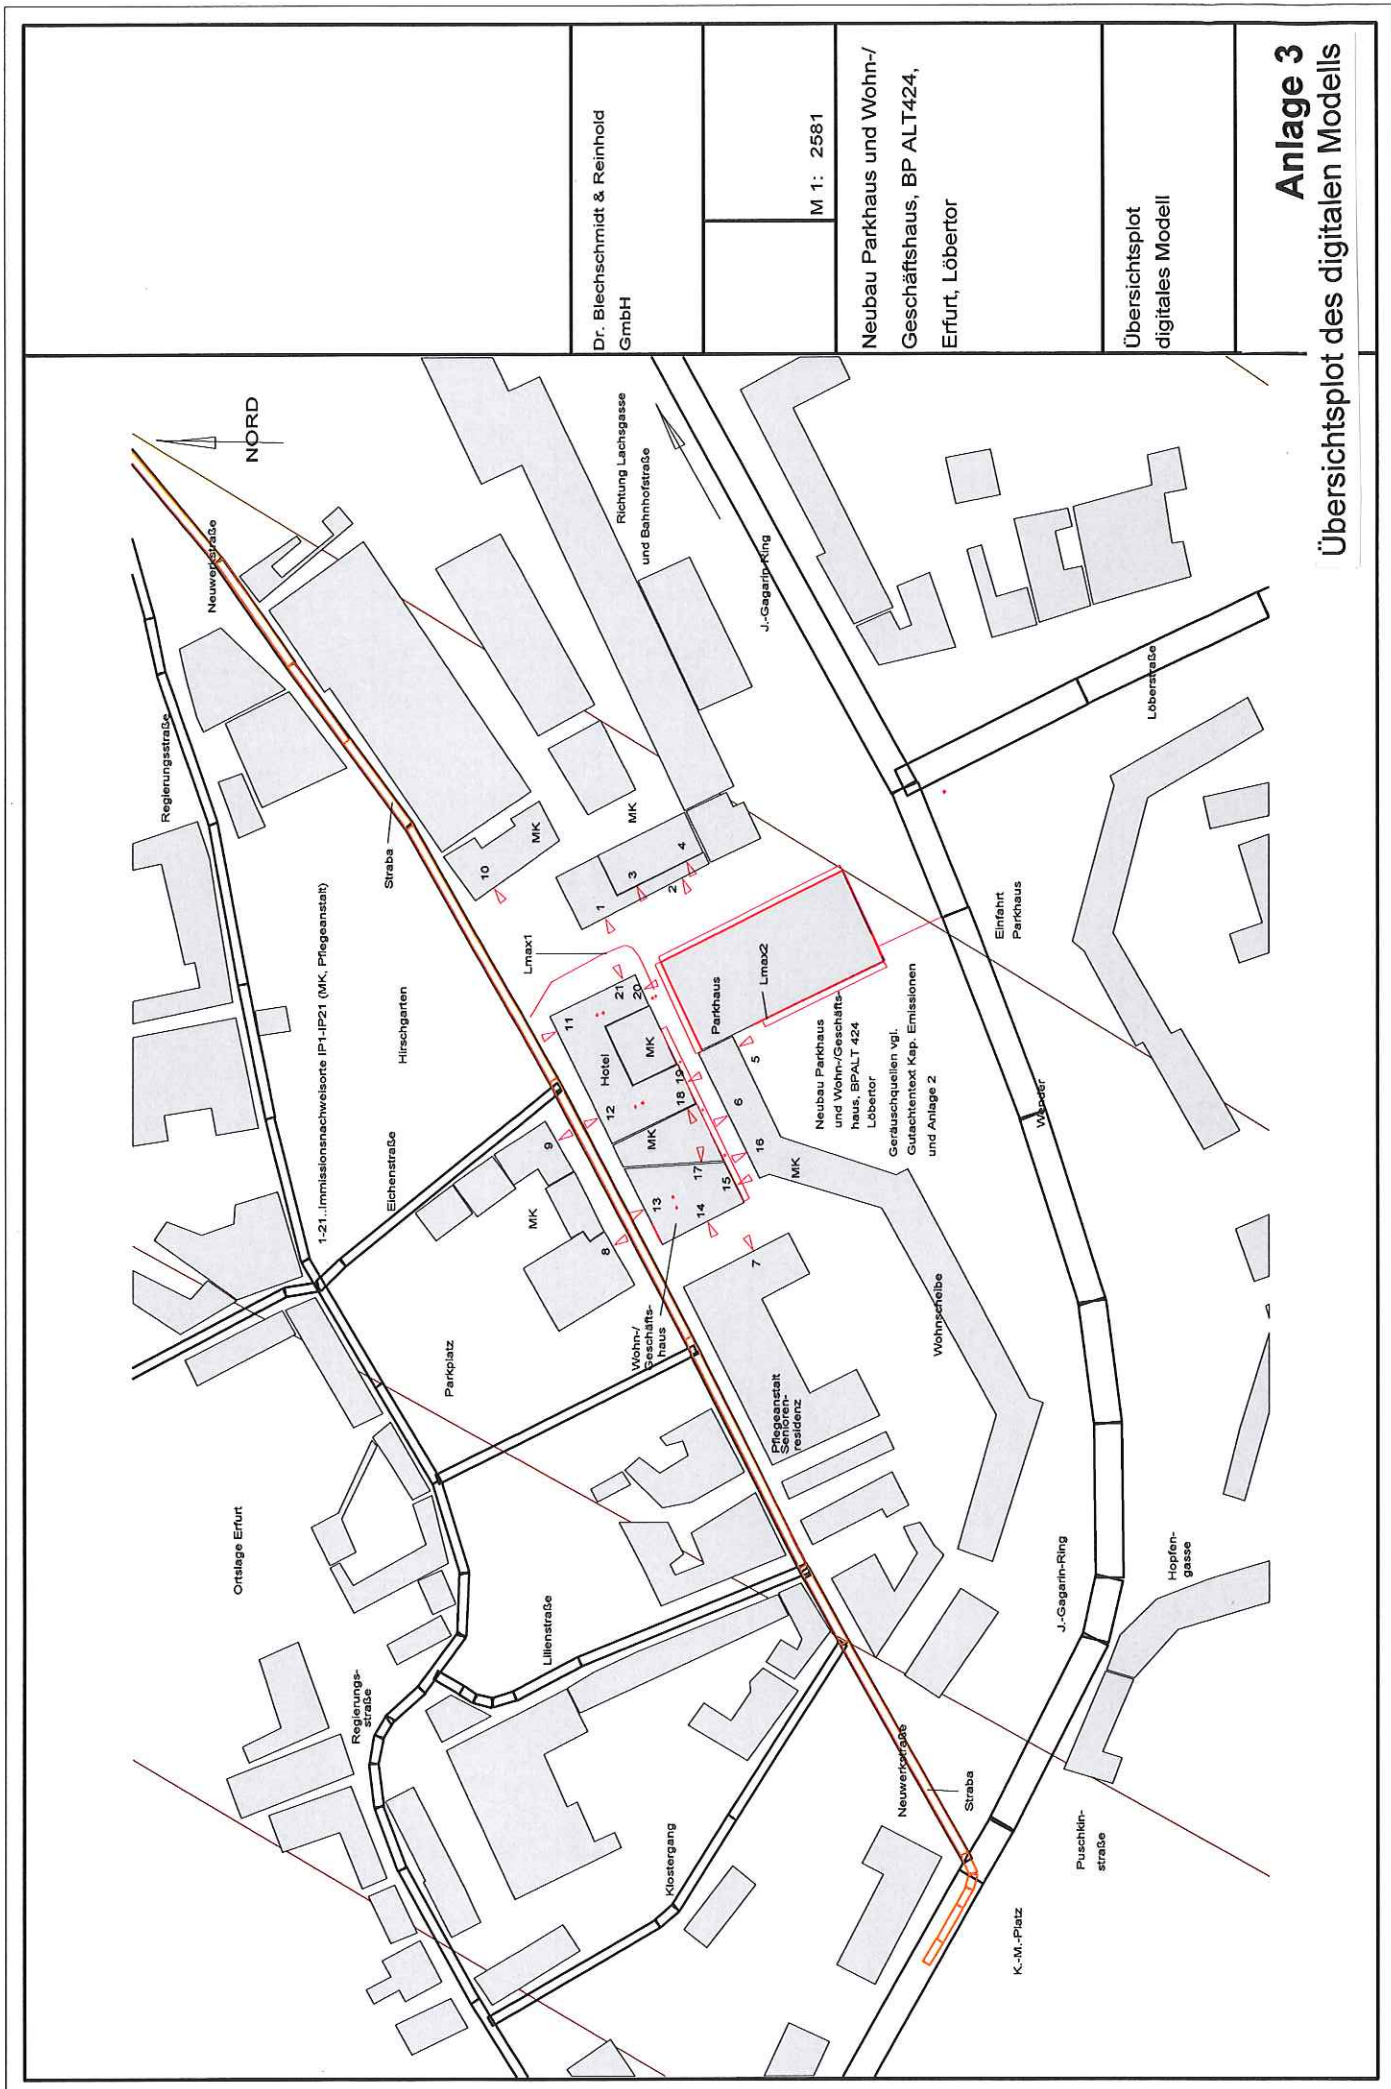 Anlage 3
Übersichtsplot des digitalen Modells
Dr. Blechschmidt & Reinhold
GmbH
M 1: 2581
Neubau Parkhaus und Wohn-/
Geschäftshaus, BP ALT424,
Erfurt, Löbertor
Übersichtsplot
digitales Modell
NORD
Neuwerkstraße
Regierungsstraße
Straba
1-21..Immissionsnachweisorte IP1-IP21 (MK, Pflegeanstalt)
Hirschgarten
Eichenstraße
Parkplatz
Ortslage Erfurt
Regierungs-
straße
Lilienstraße
Klostergang
Richtung Lachsgasse
und Bahnhofstraße
J.-Gagarin-Ring
Löberstraße
MK
MK
10
1
3
2
4
Lmax1
21
20
11
Hotel
MK
12
19
18
MK
9
MK
17
13
15
14
8
7
16
6
5
MK
Parkhaus
Lmax2
Einfahrt
Parkhaus
Neubau Parkhaus
und Wohn-/Geschäfts-
haus, BPALT 424
Löbertor
Geräuschquellen vgl.
Gutachtentext Kap. Emissionen
und Anlage 2
Wender
Wohn-/
Geschäfts-
haus
Wohnscheibe
Pflegeanstalt
Senioren-
residenz
J.-Gagarin-Ring
Hopfen-
gasse
Neuwerkstraße
Straba
Puschkin-
straße
K.-M.-Platz